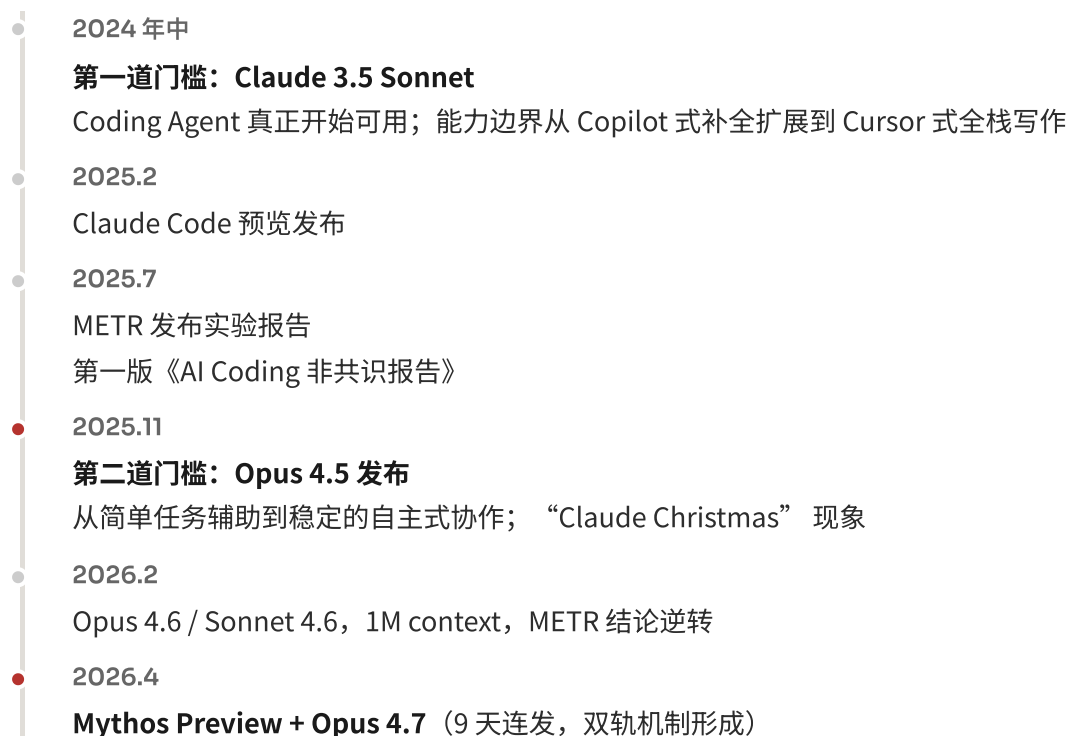 2024 年中
第一道门槛：Claude 3.5 Sonnet
Coding Agent 真正开始可用；能力边界从 Copilot 式补全扩展到 Cursor 式全栈写作
2025.2
Claude Code 预览发布
2025.7
METR 发布实验报告
第一版《AI Coding 非共识报告》
2025.11
第二道门槛：Opus 4.5 发布
从简单任务辅助到稳定的自主式协作；“Claude Christmas” 现象
2026.2
Opus 4.6 / Sonnet 4.6，1M context，METR 结论逆转
2026.4
Mythos Preview + Opus 4.7（9 天连发，双轨机制形成）